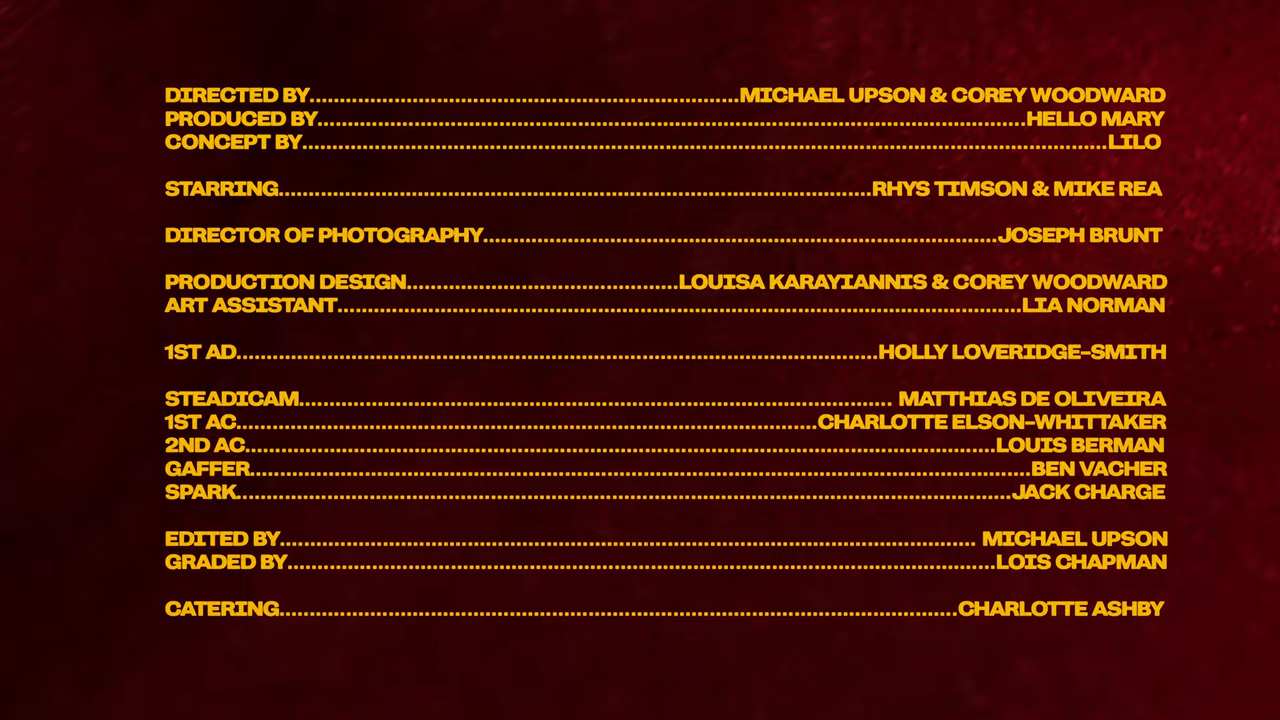 DIRECTED BY........................................................................MICHAEL UPSON & COREY WOODWARD
PRODUCED BY.......................................................................................................................HELLO MARY
CONCEPT BY.......................................................................................................................................LILO
STARRING....................................................................................................RHYS TIMSON & MIKE REA
DIRECTOR OF PHOTOGRAPHY......................................................................................JOSEPH BRUNT
PRODUCTION DESIGN..............................................LOUISA KARAYIANNIS & COREY WOODWARD
ART ASSISTANT...................................................................................................................LIA NORMAN
1ST AD............................................................................................................HOLLY LOVERIDGE-SMITH
STEADICAM.................................................................................................... MATTHIAS DE OLIVEIRA
1ST AC..................................................................................................CHARLOTTE ELSON-WHITTAKER
2ND AC..............................................................................................................................LOUIS BERMAN
GAFFER...................................................................................................................................BEN VACHER
SPARK..................................................................................................................................JACK CHARGE
EDITED BY..................................................................................................................... MICHAEL UPSON
GRADED BY.......................................................................................................................LOIS CHAPMAN
CATERING..................................................................................................................CHARLOTTE ASHBY